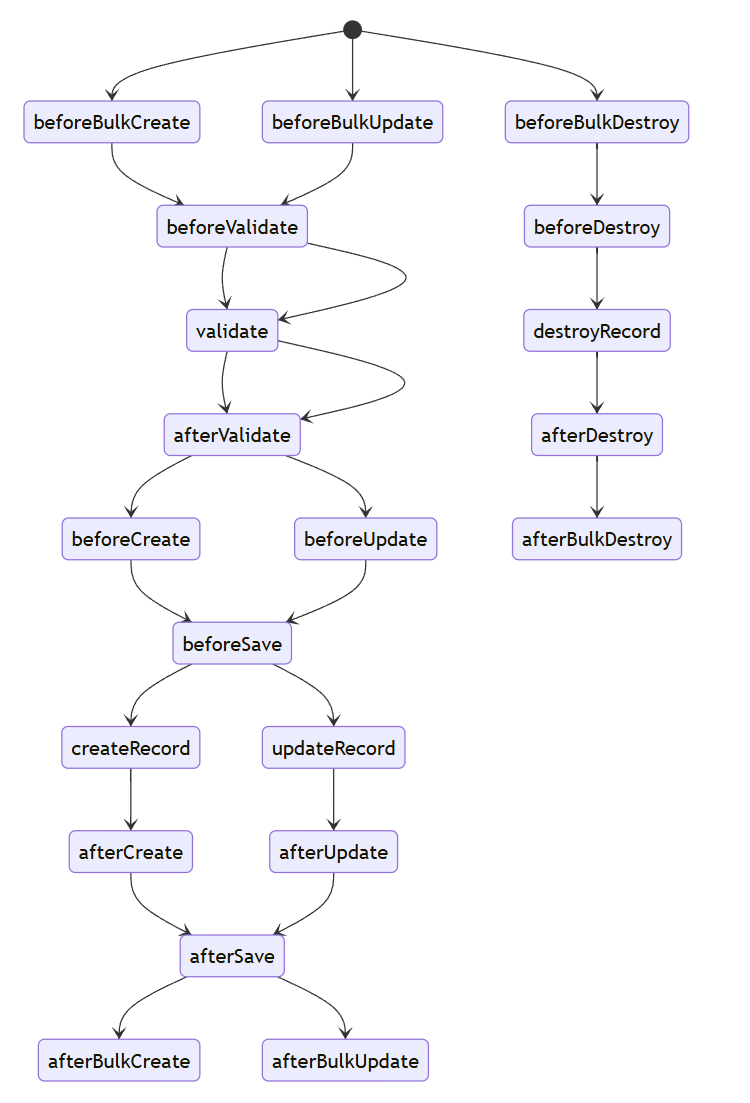 beforeBulkCreate
beforeBulkUpdate
beforeBulkDestroy
beforeValidate
beforeDestroy
validate
destroyRecord
afterValidate
afterDestroy
beforeCreate
beforeUpdate
afterBulkDestroy
beforeSave
createRecord
updateRecord
afterCreate
afterUpdate
afterSave
afterBulkCreate
afterBulkUpdate